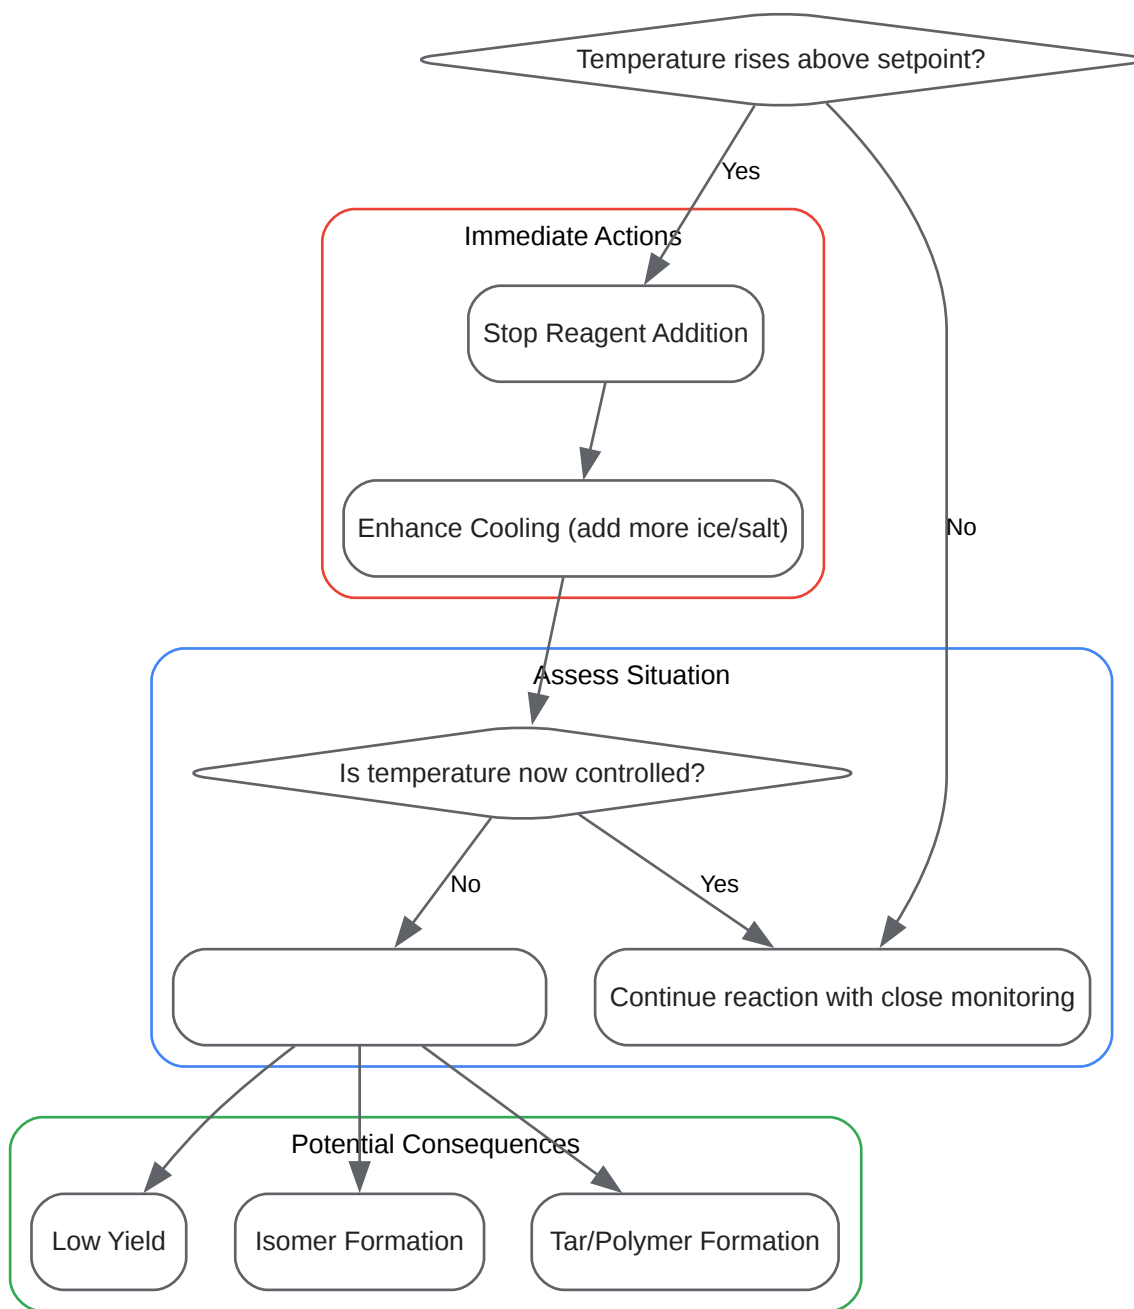 Temperature rises above setpoint?
Yes
Immediate Actions
Stop Reagent Addition
Enhance Cooling (add more ice/salt)
No
Assess Situation
Is temperature now controlled?
No
Yes
Continue reaction with close monitoring
Potential Consequences
Low Yield
Isomer Formation
Tar/Polymer Formation